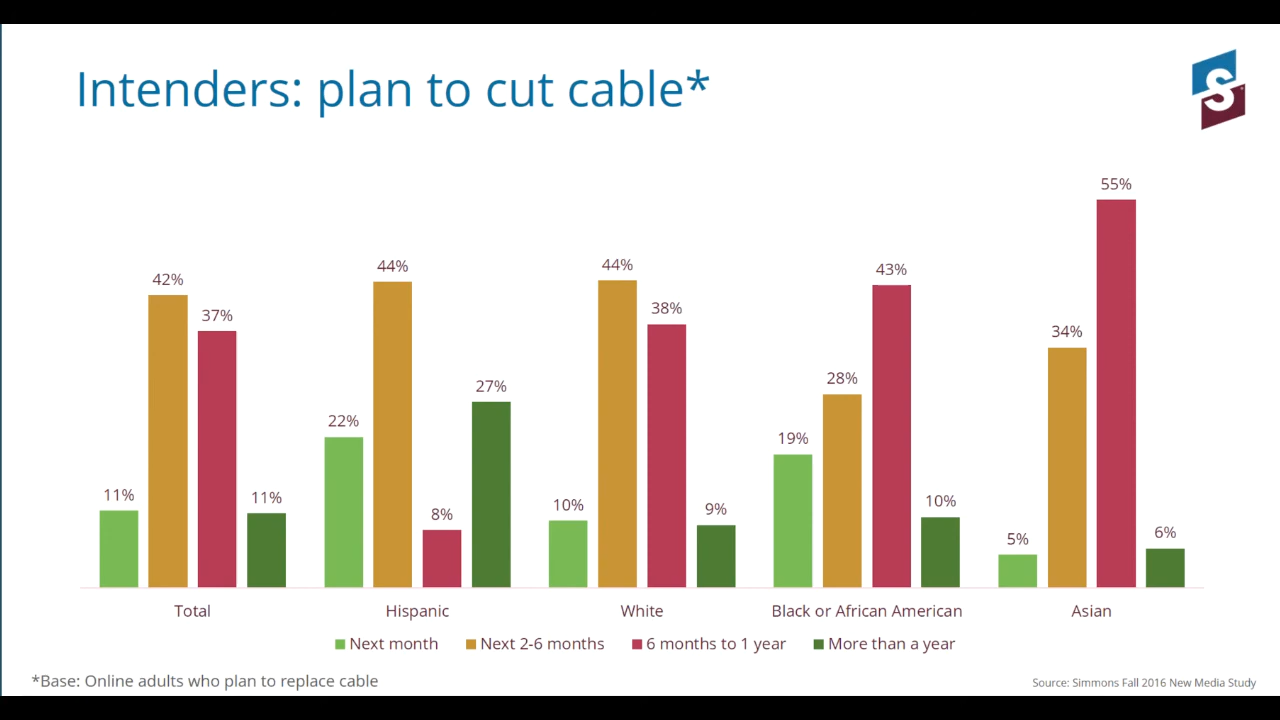 Intenders: plan to cut cable*
S
11%
42%
37%
11%
22%
44%
8%
27%
10%
44%
38%
9%
19%
28%
43%
10%
5%
34%
55%
6%
Total
Hispanic
White
Black or African American
Asian
Next month
Next 2-6 months
6 months to 1 year
More than a year
*Base: Online adults who plan to replace cable
Source: Simmons Fall 2016 New Media Study